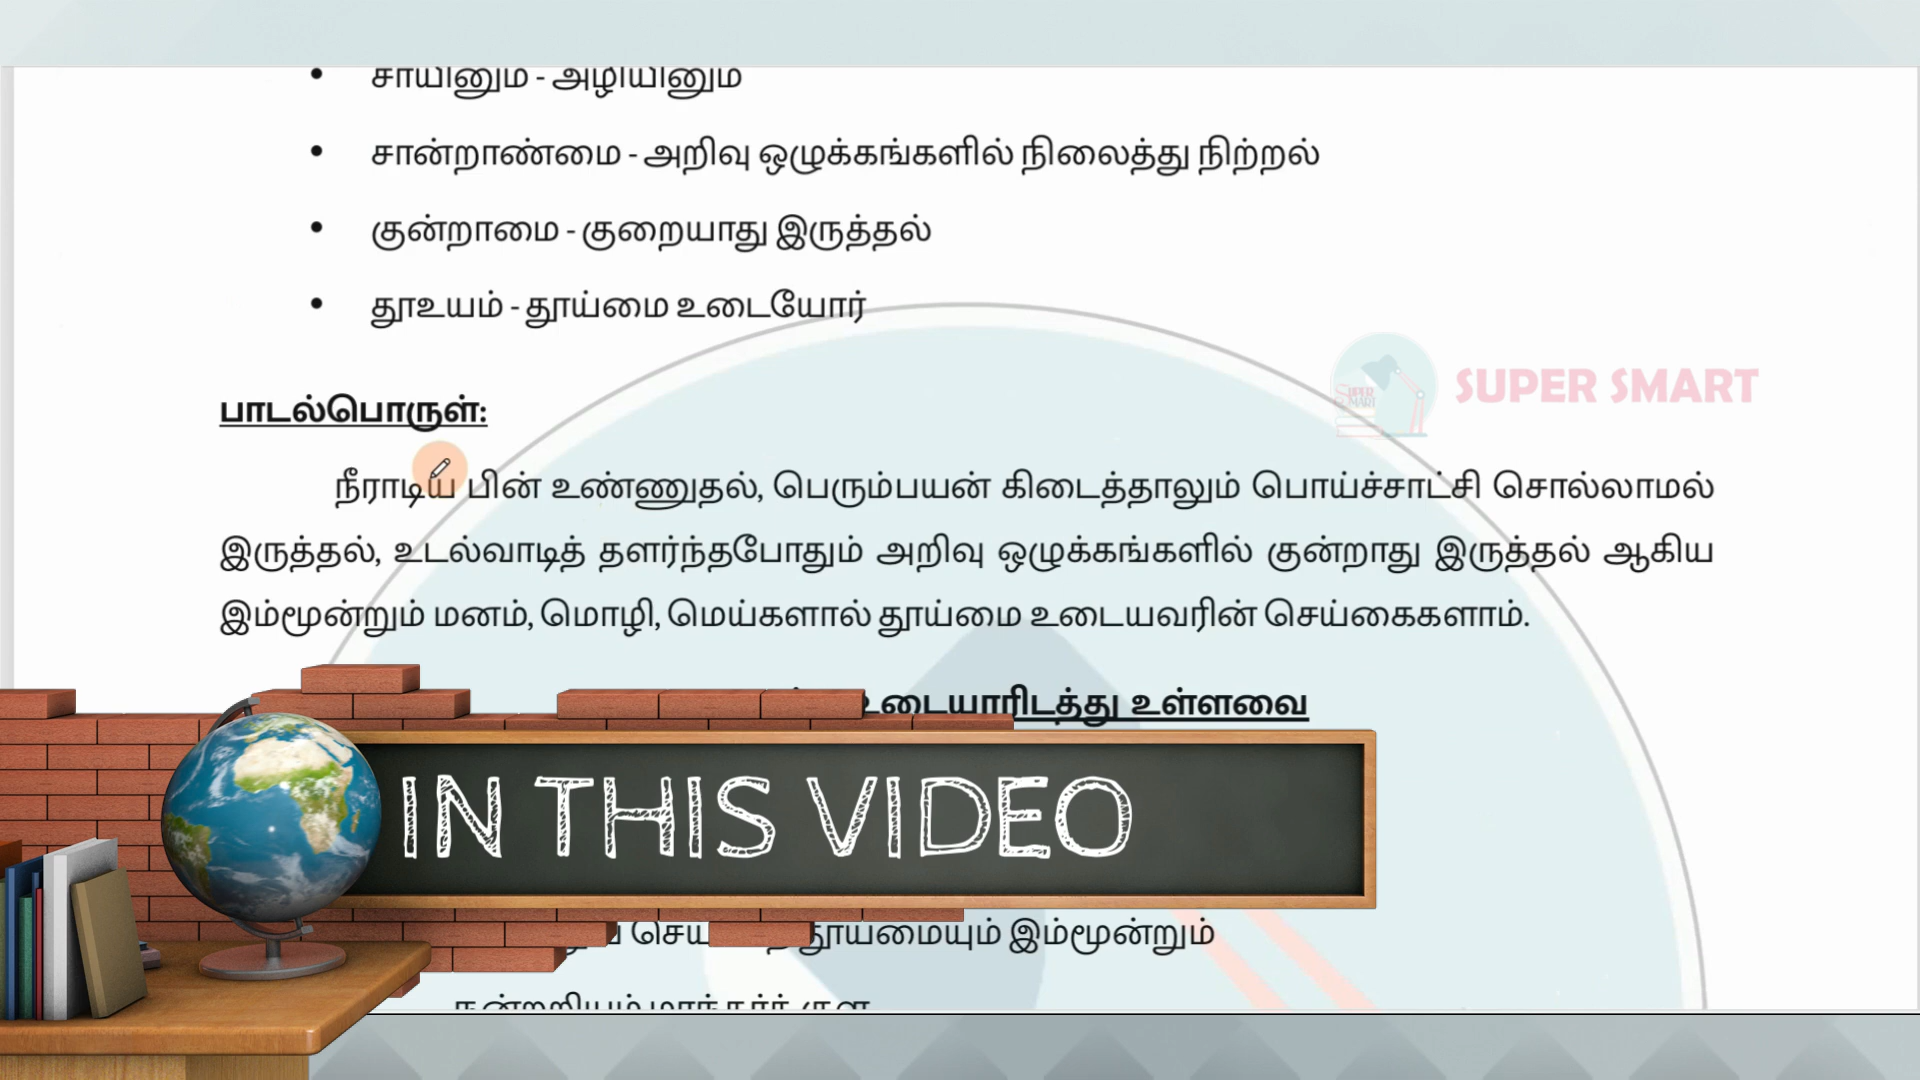 சாயினும் - அழியினும்
• சான்றாண்மை - அறிவு ஒழுக்கங்களில் நிலைத்து நிற்றல்
• குன்றாமை - குறையாது இருத்தல்
• தூஉயம் - தூய்மை உடையோர்
SUPER SMART
பாடல்பொருள்:
நீராடிய பின் உண்ணுதல், பெரும்பயன் கிடைத்தாலும் பொய்ச்சாட்சி சொல்லாமல்
இருத்தல், உடல்வாடித் தளர்ந்தபோதும் அறிவு ஒழுக்கங்களில் குன்றாது இருத்தல் ஆகிய
இம்மூன்றும் மனம், மொழி, மெய்களால் தூய்மை உடையவரின் செய்கைகளாம்.
உடையாரிடத்து உள்ளவை
IN THIS VIDEO
தூய்மையும் இம்மூன்றும்